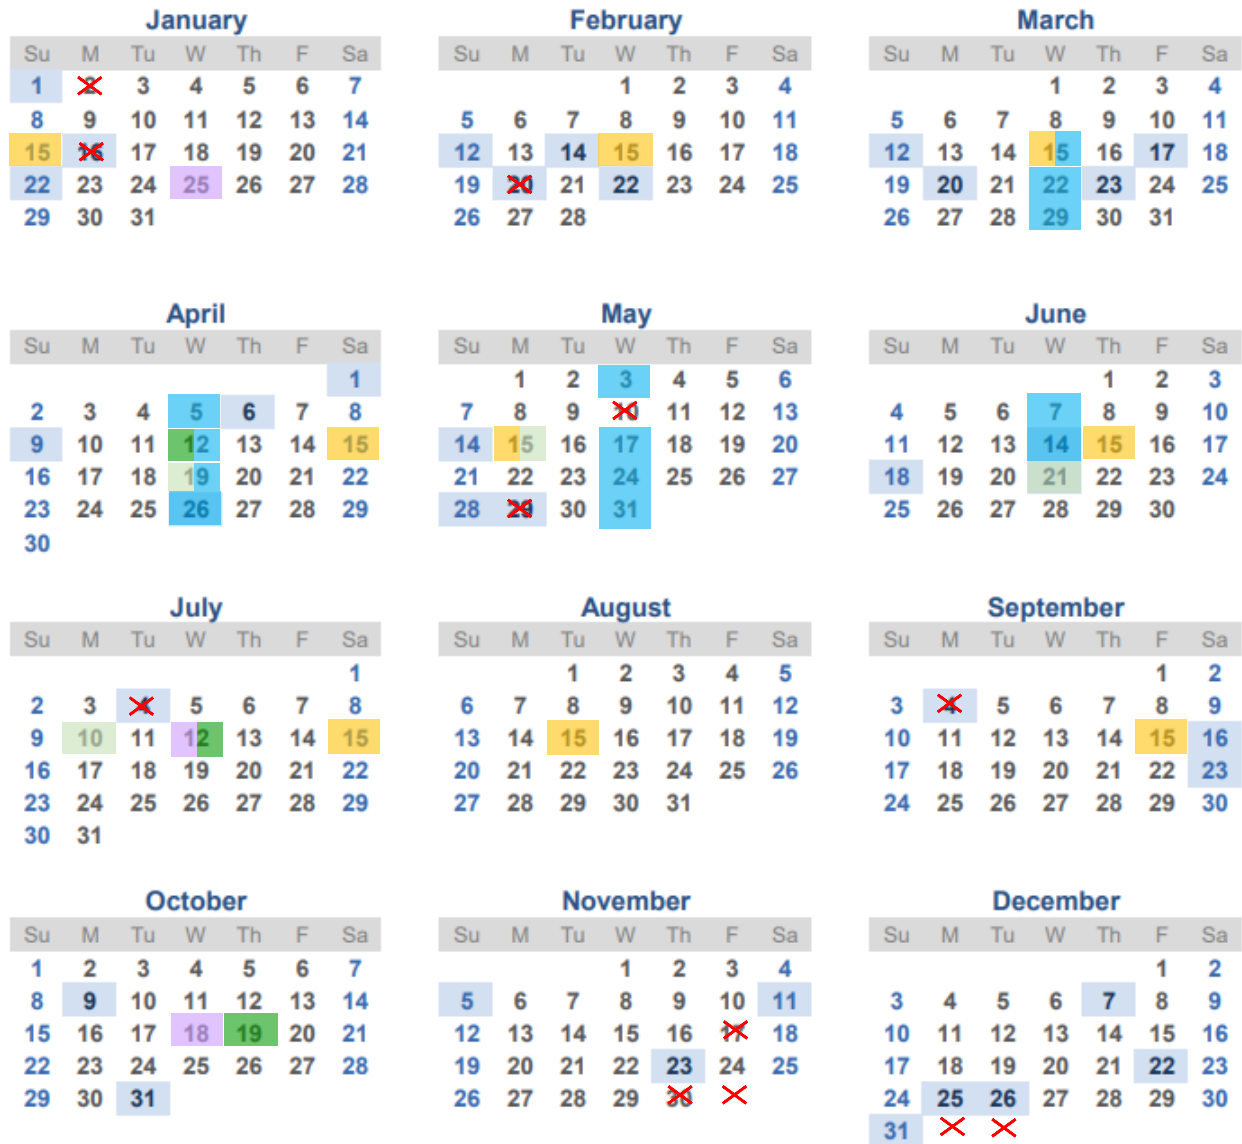 January
Su M Tu W Th F Sa
1 2 3 4 5 6 7
8 9 10 11 12 13 14
15 16 17 18 19 20 21
22 23 24 25 26 27 28
29 30 31
February
Su M Tu W Th F Sa
1 2 3 4
5 6 7 8 9 10 11
12 13 14 15 16 17 18
19 20 21 22 23 24 25
26 27 28
March
Su M Tu W Th F Sa
1 2 3 4
5 6 7 8 9 10 11
12 13 14 15 16 17 18
19 20 21 22 23 24 25
26 27 28 29 30 31
April
Su M Tu W Th F Sa
1
2 3 4 5 6 7 8
9 10 11 12 13 14 15
16 17 18 19 20 21 22
23 24 25 26 27 28 29
30
May
Su M Tu W Th F Sa
1 2 3 4 5 6
7 8 9 10 11 12 13
14 15 16 17 18 19 20
21 22 23 24 25 26 27
28 29 30 31
June
Su M Tu W Th F Sa
1 2 3
4 5 6 7 8 9 10
11 12 13 14 15 16 17
18 19 20 21 22 23 24
25 26 27 28 29 30
July
Su M Tu W Th F Sa
1
2 3 4 5 6 7 8
9 10 11 12 13 14 15
16 17 18 19 20 21 22
23 24 25 26 27 28 29
30 31
August
Su M Tu W Th F Sa
1 2 3 4 5
6 7 8 9 10 11 12
13 14 15 16 17 18 19
20 21 22 23 24 25 26
27 28 29 30 31
September
Su M Tu W Th F Sa
1 2
3 4 5 6 7 8 9
10 11 12 13 14 15 16
17 18 19 20 21 22 23
24 25 26 27 28 29 30
October
Su M Tu W Th F Sa
1 2 3 4 5 6 7
8 9 10 11 12 13 14
15 16 17 18 19 20 21
22 23 24 25 26 27 28
29 30 31
November
Su M Tu W Th F Sa
1 2 3 4
5 6 7 8 9 10 11
12 13 14 15 16 17 18
19 20 21 22 23 24 25
26 27 28 29 30
December
Su M Tu W Th F Sa
1 2
3 4 5 6 7 8 9
10 11 12 13 14 15 16
17 18 19 20 21 22 23
24 25 26 27 28 29 30
31